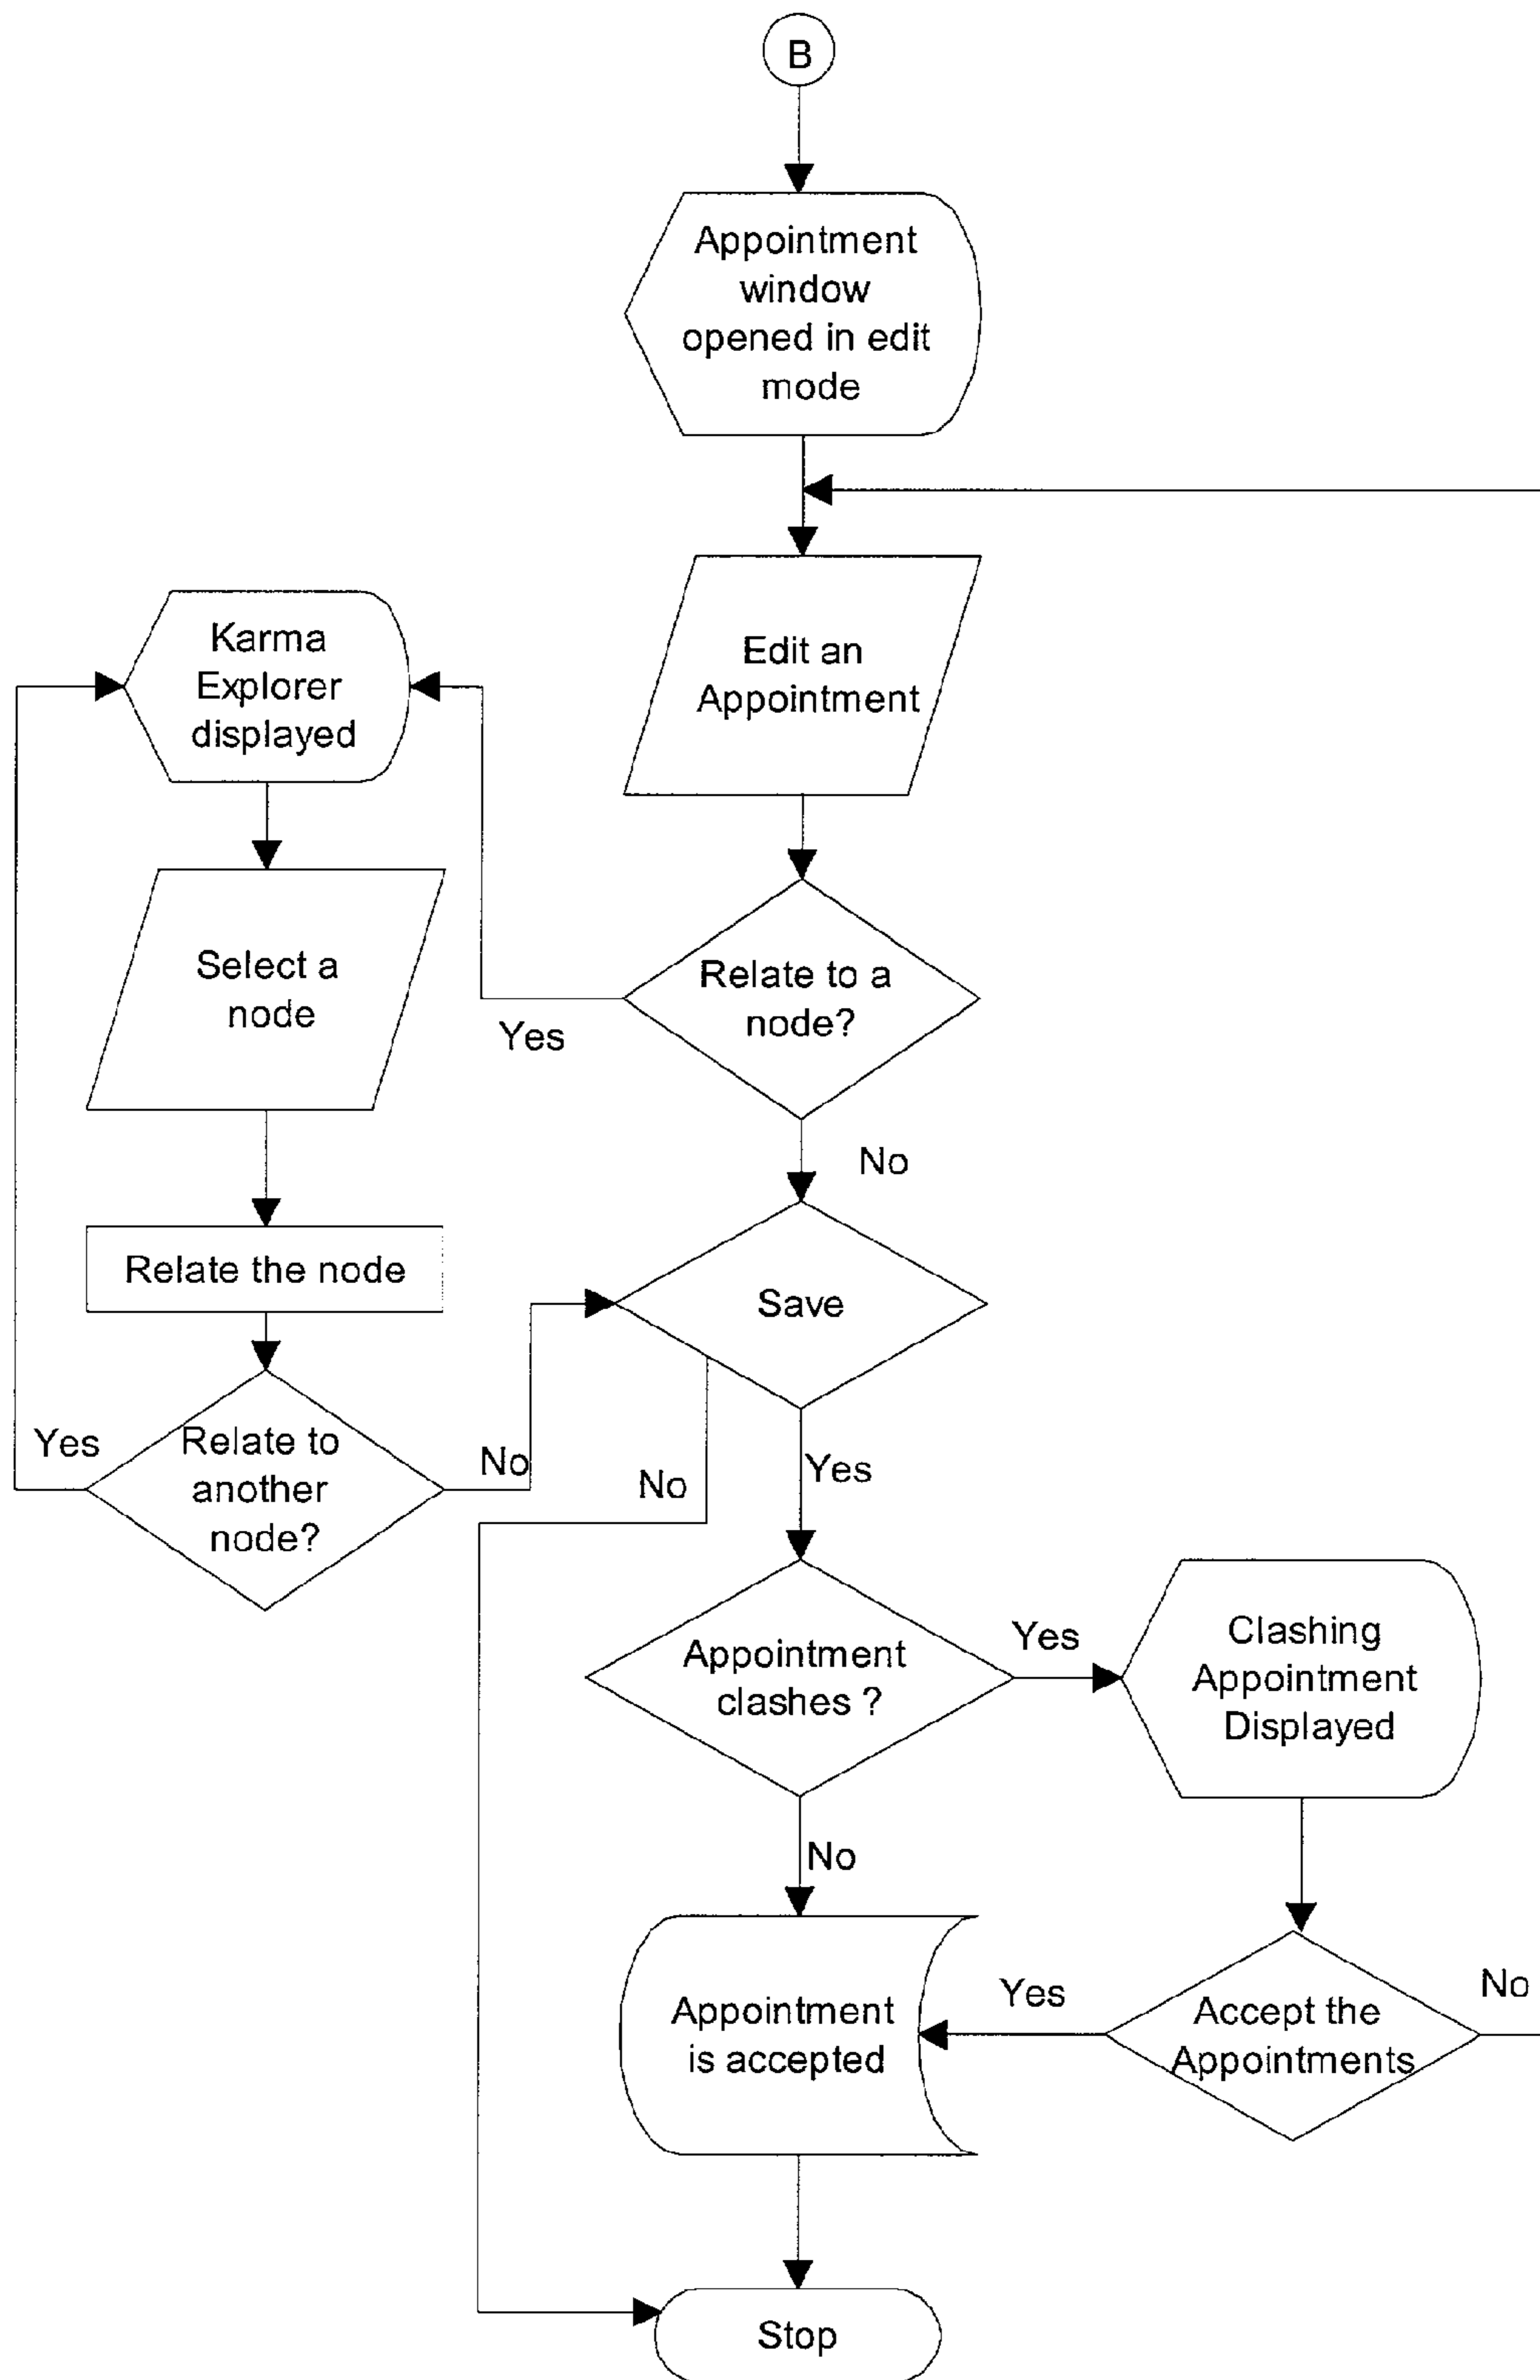 B
Appointment
window
opened in edit
mode
Edit an
Appointment
Karma
Explorer
displayed
Select a
node
Relate to a
node?
Yes
No
Relate the node
Save
Relate to
another
node?
Yes
No
No
Yes
Appointment
clashes ?
Yes
Clashing
Appointment
Displayed
No
Appointment
is accepted
Yes
Accept the
Appointments
No
Stop